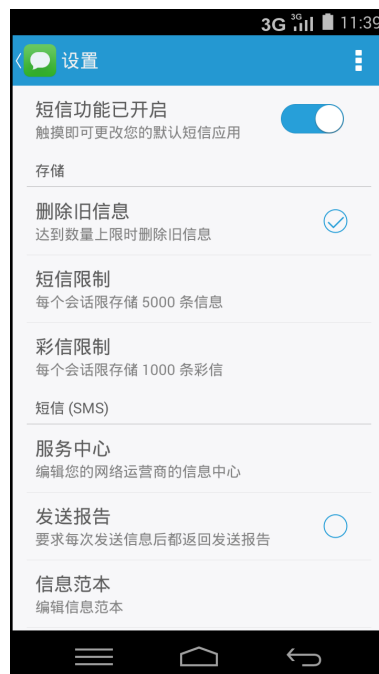 3G 3G 11:39
设置
短信功能已开启
触摸即可更改您的默认短信应用
存储
删除旧信息
达到数量上限时删除旧信息
短信限制
每个会话限存储 5000 条信息
彩信限制
每个会话限存储 1000 条彩信
短信 (SMS)
服务中心
编辑您的网络运营商的信息中心
发送报告
要求每次发送信息后都返回发送报告
信息范本
编辑信息范本